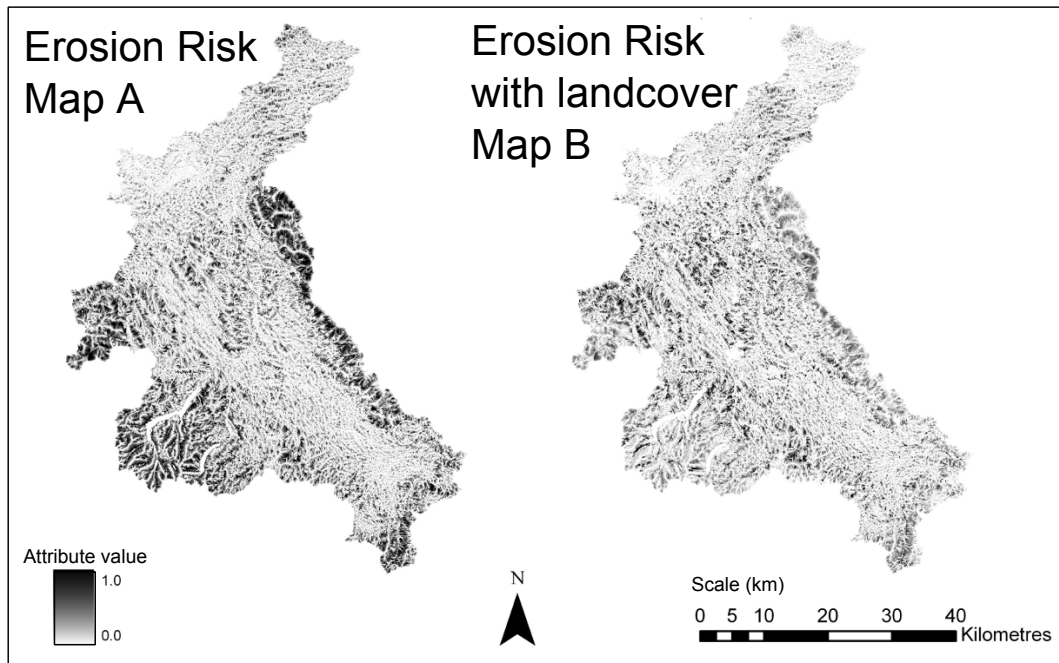 Erosion Risk
Map A
Erosion Risk
with landcover
Map B
Attribute value
1.0
0.0
N
Scale (km)
0 5 10 20 30 40
Kilometres